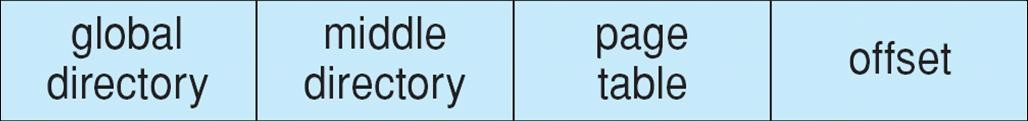 global
directory
middle
directory
page
table
offset